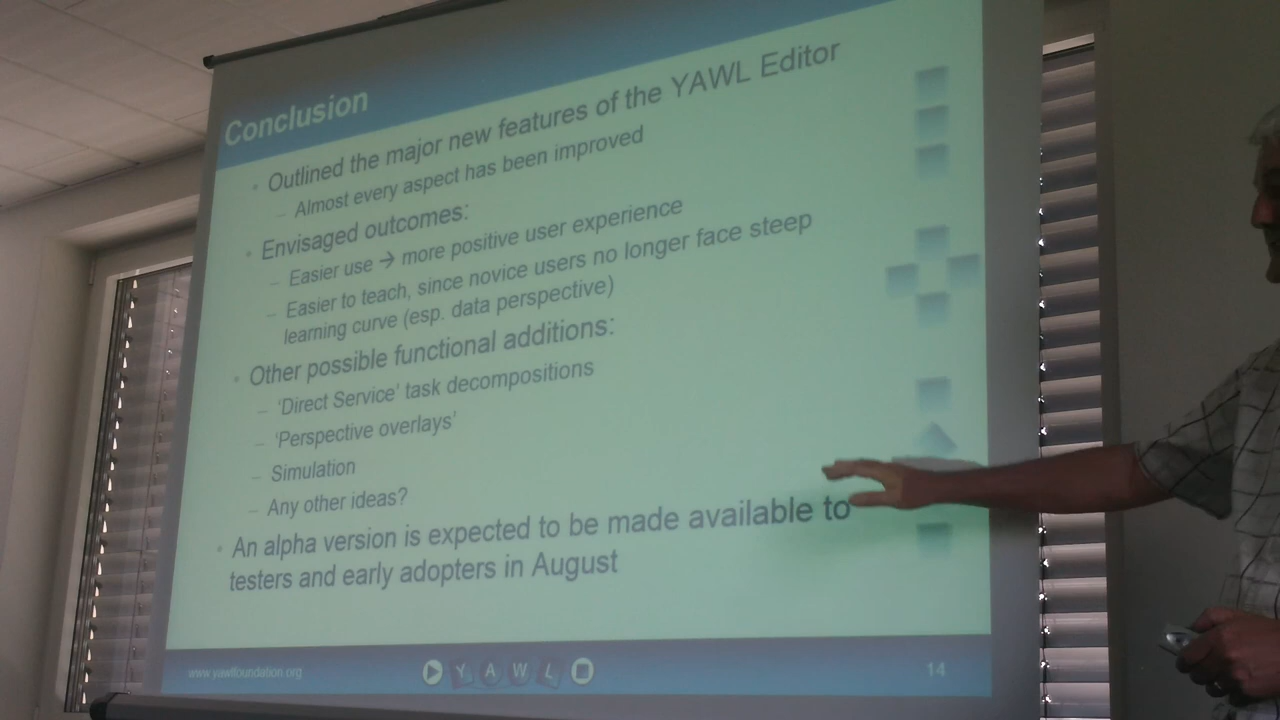 Conclusion
• Outlined the major new features of the YAWL Editor
– Almost every aspect has been improved
• Envisaged outcomes:
– Easier use → more positive user experience
– Easier to teach, since novice users no longer face steep
learning curve (esp. data perspective)
• Other possible functional additions:
– ‘Direct Service’ task decompositions
– ‘Perspective overlays’
– Simulation
– Any other ideas?
• An alpha version is expected to be made available to
testers and early adopters in August
www.yawlfoundation.org YAWL 14